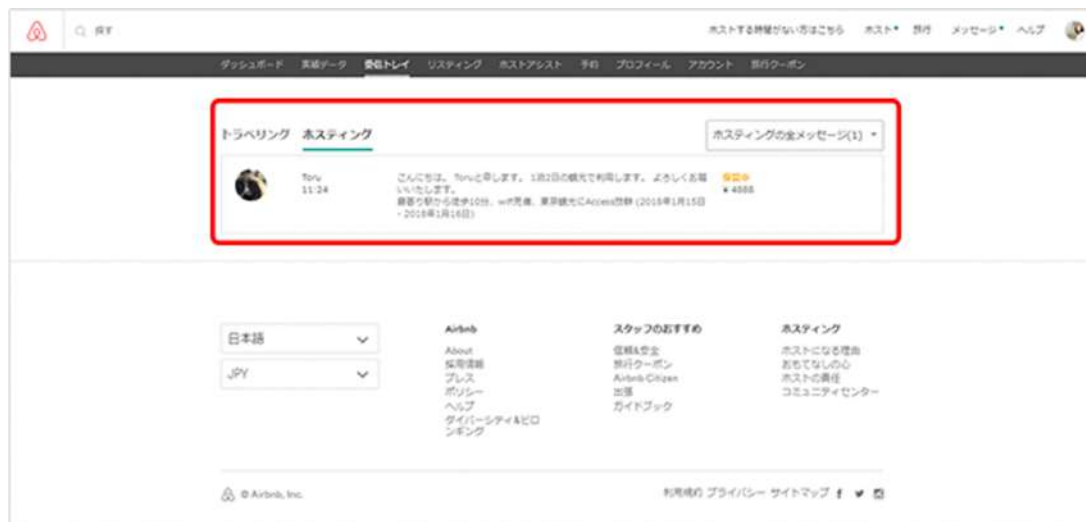 探す
ホストする時間がない方はこちら ホスト 旅行 メッセージ ヘルプ
ダッシュボード 実績データ 受信トレイ リスティング ホストアシスト 予約 プロフィール アカウント 旅行クーポン
トラベリング ホスティング
ホスティングの全メッセージ(1)
Toru
11:24
こんにちは。 Toruと申します。 1泊2日の観光で利用します。 よろしくお願
いいたします。
最寄り駅から徒歩10分、wifi完備、東京観光にAccess抜群 (2018年1月15日
- 2018年1月16日)
¥ 4888
日本語
JPY
Airbnb
About
採用情報
プレス
ポリシー
ヘルプ
ダイバーシティ&ビロ
ンギング
スタッフのおすすめ
信頼&安全
旅行クーポン
Airbnb Citizen
出張
ガイドブック
ホスティング
ホストになる理由
おもてなしの心
ホストの責任
コミュニティセンター
© Airbnb, Inc.
利用規約 プライバシー サイトマップ